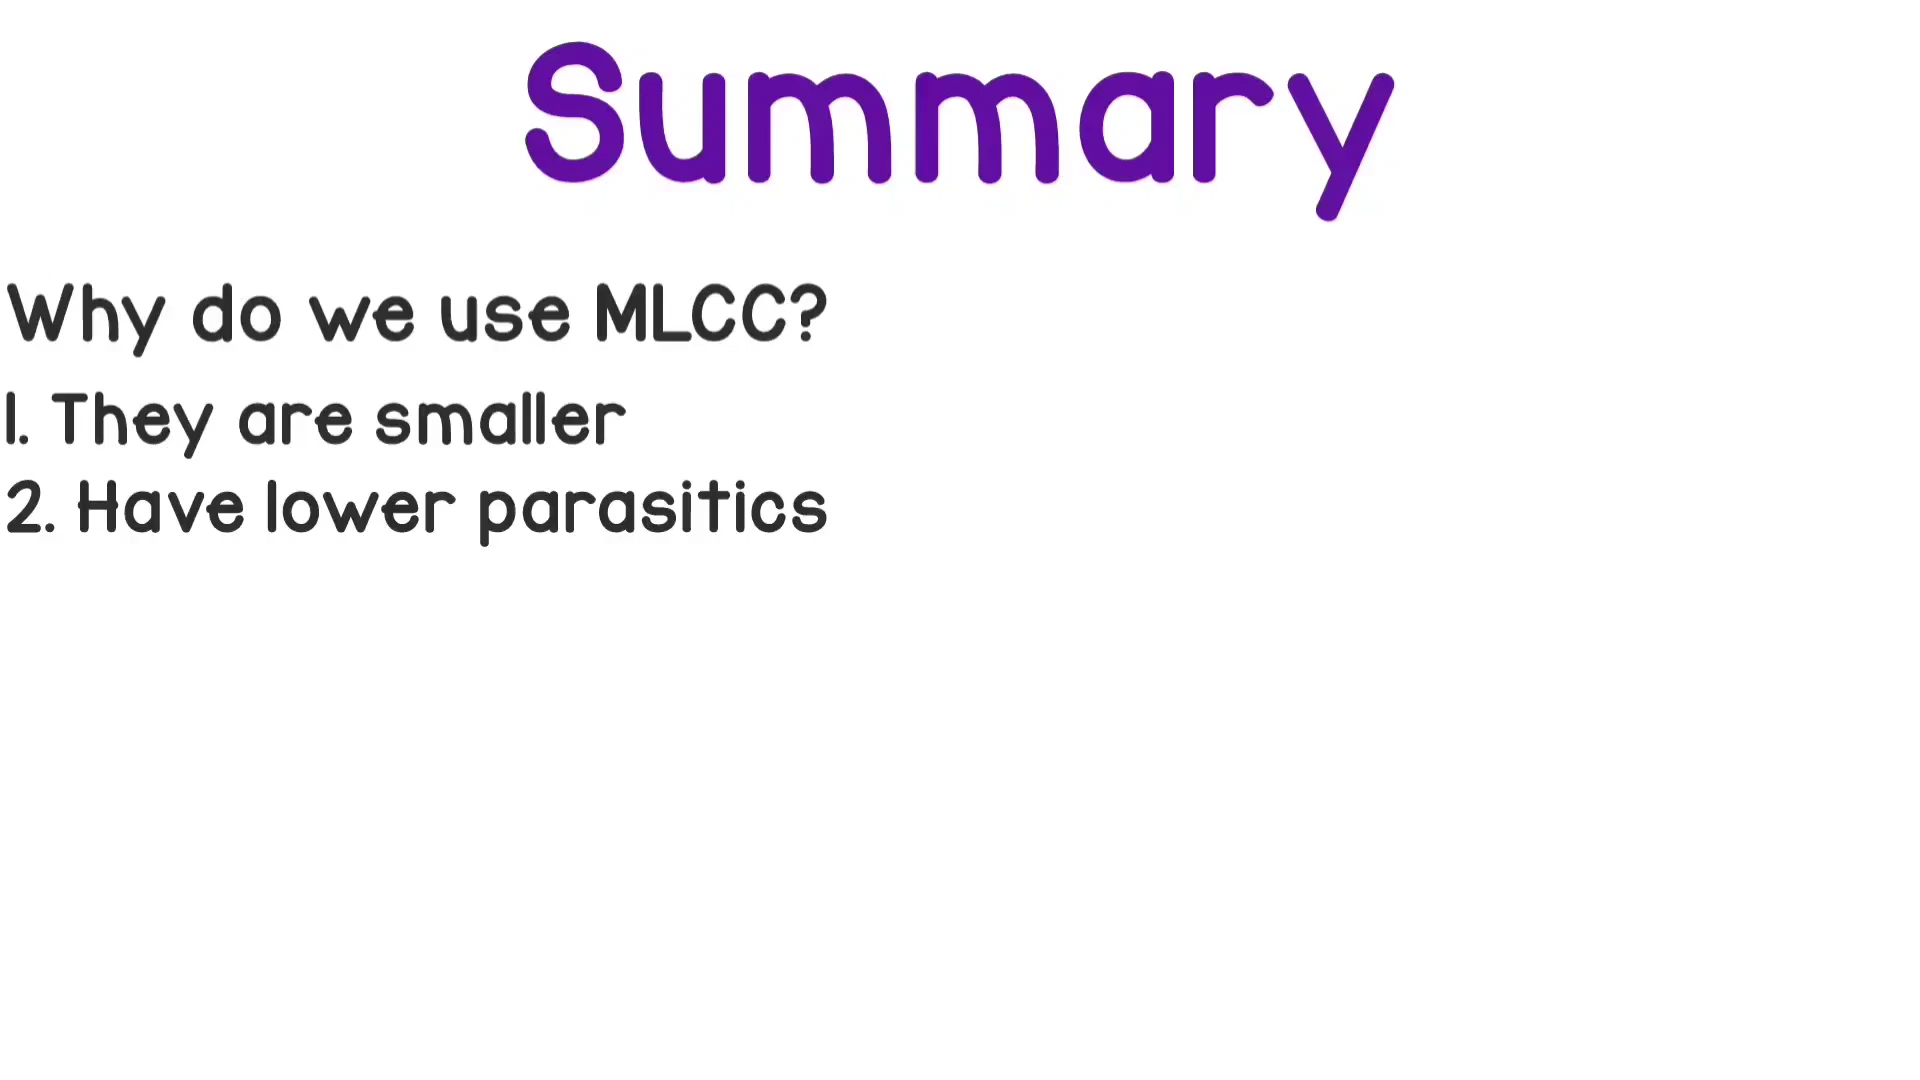 Summary
Why do we use MLCC?
1. They are smaller
2. Have lower parasitics